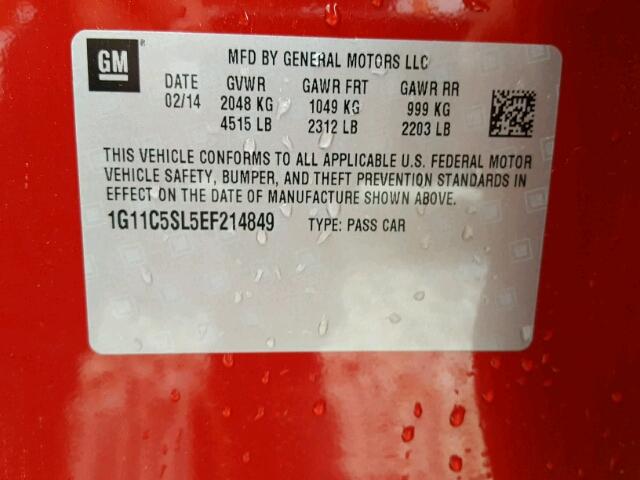 GM ® MFD BY GENERAL MOTORS LLC
DATE GVWR GAWR FRT GAWR RR
02/14 2048 KG 1049 KG 999 KG
4515 LB 2312 LB 2203 LB
THIS VEHICLE CONFORMS TO ALL APPLICABLE U.S. FEDERAL MOTOR
VEHICLE SAFETY, BUMPER, AND THEFT PREVENTION STANDARDS IN
EFFECT ON THE DATE OF MANUFACTURE SHOWN ABOVE.
1G11C5SL5EF214849 TYPE: PASS CAR